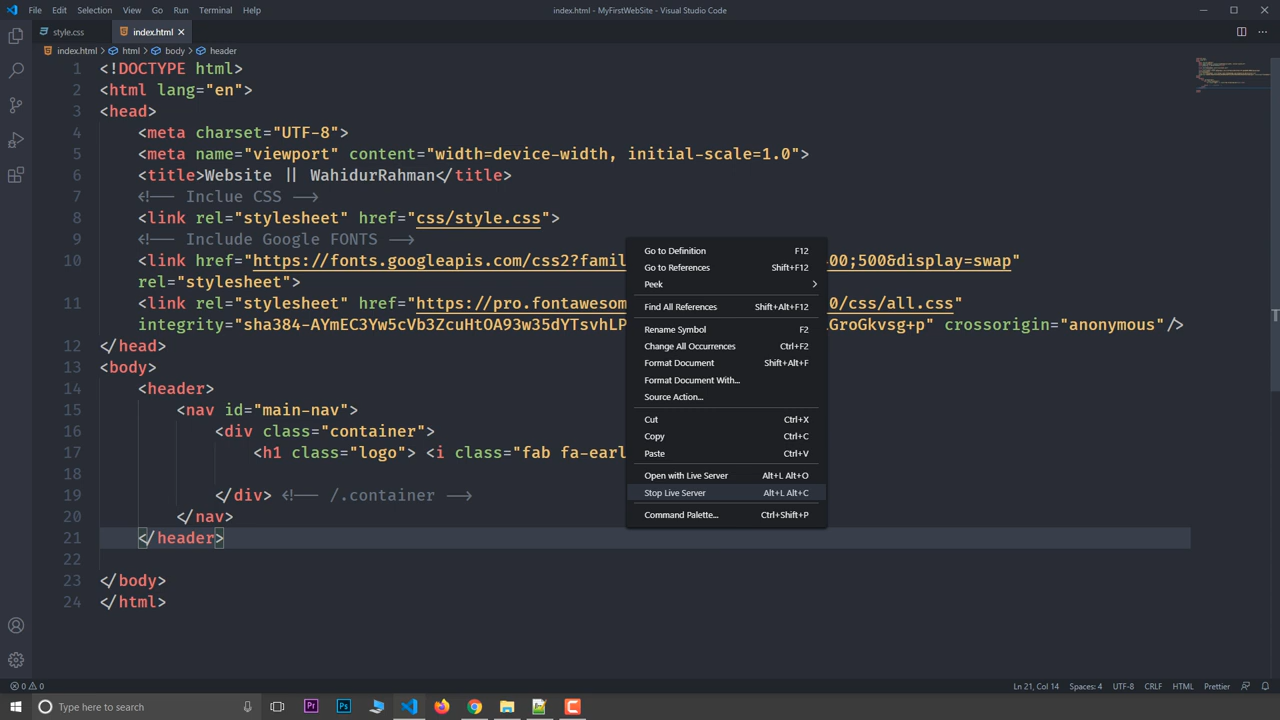 File Edit Selection View Go Run Terminal Help index.html - MyFirstWebSite - Visual Studio Code
style.css index.html
index.html > html > body > header
1 <!DOCTYPE html>
2 <html lang="en">
3 <head>
4 <meta charset="UTF-8">
5 <meta name="viewport" content="width=device-width, initial-scale=1.0">
6 <title>Website || WahidurRahman</title>
7 <!-- Inclue CSS -->
8 <link rel="stylesheet" href="css/style.css">
9 <!-- Include Google FONTS -->
10 <link href="https://fonts.googleapis.com/css2?famil 00;500&display=swap"
rel="stylesheet">
11 <link rel="stylesheet" href="https://pro.fontawesom 0/css/all.css"
integrity="sha384-AYmEC3Yw5cVb3ZcuHtOA93w35dYTsvhLP GroGkvsg+p" crossorigin="anonymous"/>
12 </head>
13 <body>
14 <header>
15 <nav id="main-nav">
16 <div class="container">
17 <h1 class="logo"> <i class="fab fa-earl
18
19 </div> <!-- /.container -->
20 </nav>
21 </header>
22
23 </body>
24 </html>
Go to Definition F12
Go to References Shift+F12
Peek >
Find All References Shift+Alt+F12
Rename Symbol F2
Change All Occurrences Ctrl+F2
Format Document Shift+Alt+F
Format Document With...
Source Action...
Cut Ctrl+X
Copy Ctrl+C
Paste Ctrl+V
Open with Live Server Alt+L Alt+O
Stop Live Server Alt+L Alt+C
Command Palette... Ctrl+Shift+P
0 0 Ln 21, Col 14 Spaces: 4 UTF-8 CRLF HTML Prettier
Type here to search Pr Ps